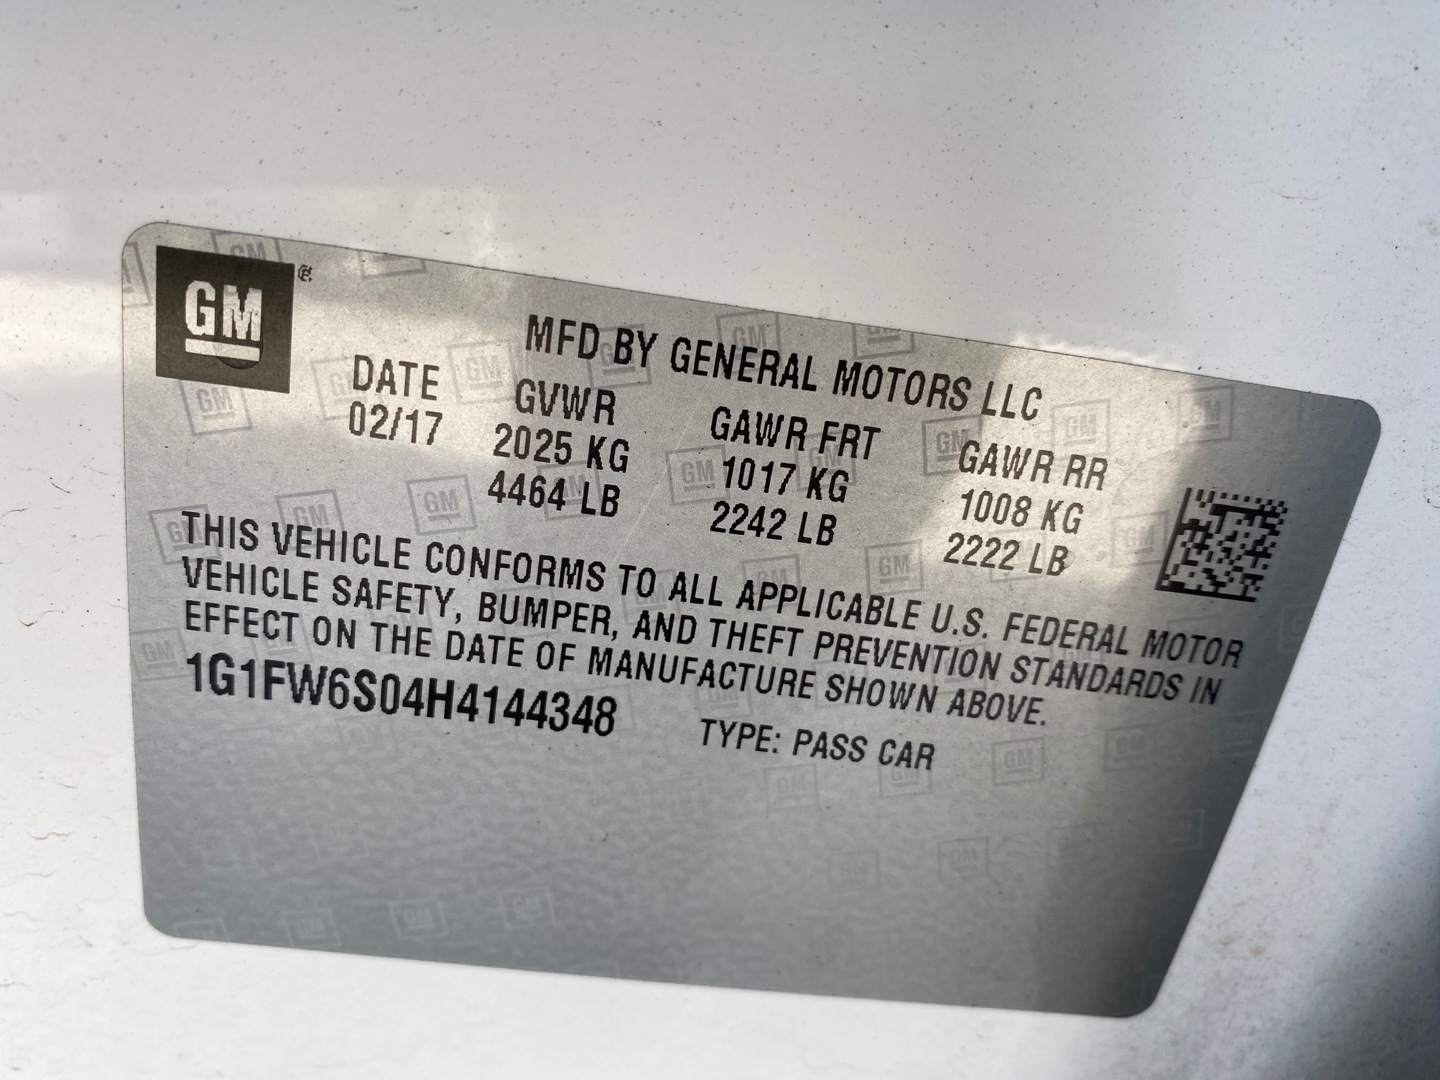 GM
MFD BY GENERAL MOTORS LLC
DATE GVWR GAWR FRT GAWR RR
02/17 2025 KG 1017 KG 1008 KG
4464 LB 2242 LB 2222 LB
THIS VEHICLE CONFORMS TO ALL APPLICABLE U.S. FEDERAL MOTOR
VEHICLE SAFETY, BUMPER, AND THEFT PREVENTION STANDARDS IN
EFFECT ON THE DATE OF MANUFACTURE SHOWN ABOVE.
1G1FW6S04H4144348 TYPE: PASS CAR